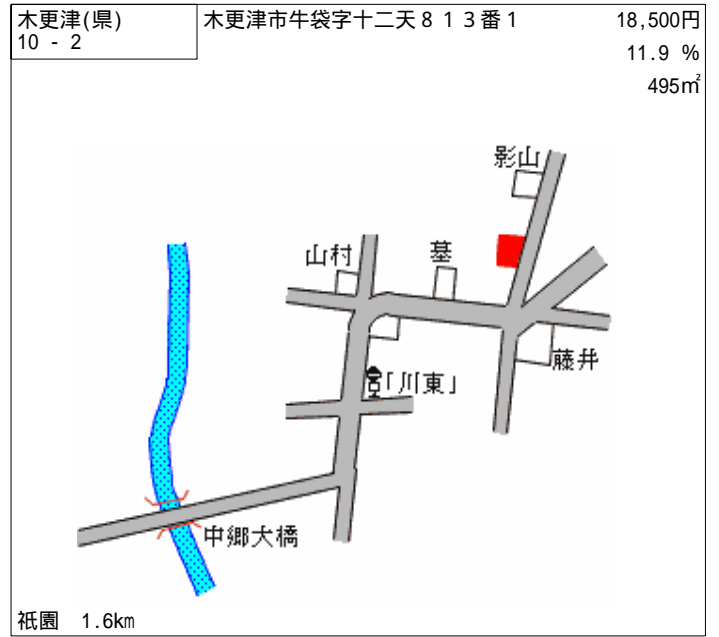 木更津(県)
10 - 2
木更津市牛袋字十二天８１３番１
18,500円
11.9 %
495㎡
影山
山村
墓
藤井
「川東」
中郷大橋
祇園 1.6km